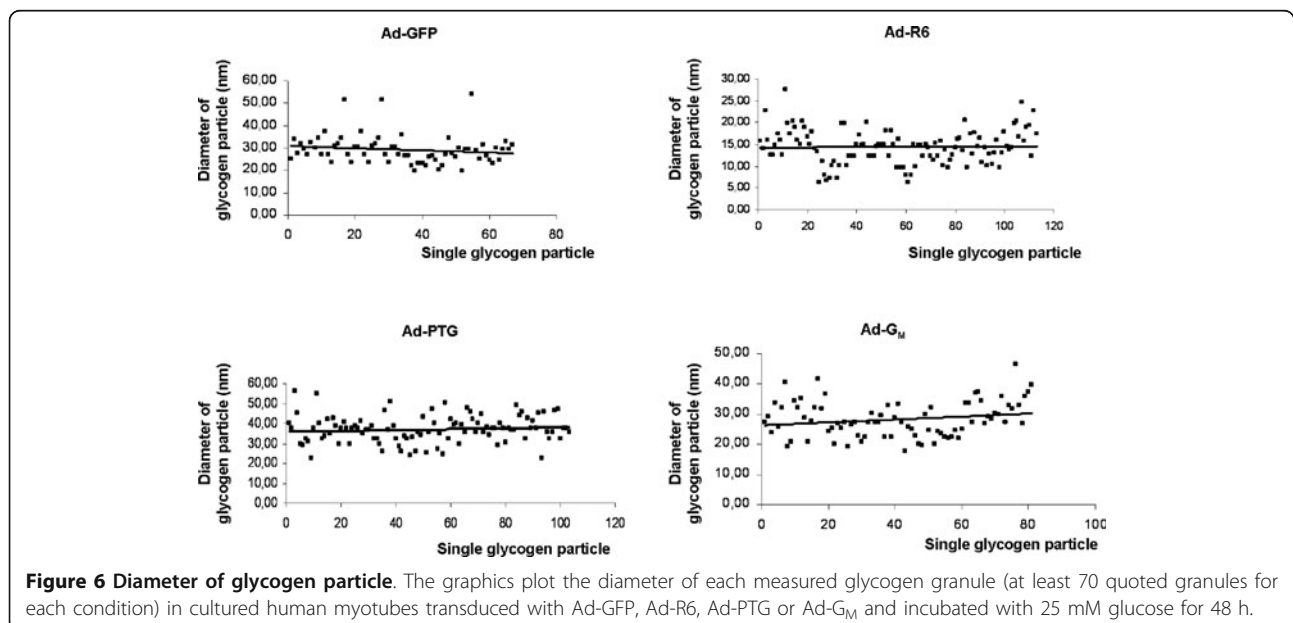 Ad-GFP
Diameter of
glycogen particle (nm)
60,00
50,00
40,00
30,00
20,00
10,00
0,00
0 20 40 60 80
Single glycogen particle
Ad-R6
Diameter of
glycogen particle (nm)
30,00
25,00
20,00
15,00
10,00
5,00
0,00
0 20 40 60 80 100 120
Single glycogen particle
Ad-PTG
Diameter of
glycogen particle (nm)
60,00
50,00
40,00
30,00
20,00
10,00
0,00
0 20 40 60 80 100 120
Single glycogen particle
Ad-GM
Diameter of
glycogen particle (nm)
50,00
40,00
30,00
20,00
10,00
0,00
0 20 40 60 80 100
Single glycogen particle
Figure 6 Diameter of glycogen particle. The graphics plot the diameter of each measured glycogen granule (at least 70 quoted granules for
each condition) in cultured human myotubes transduced with Ad-GFP, Ad-R6, Ad-PTG or Ad-GM and incubated with 25 mM glucose for 48 h.